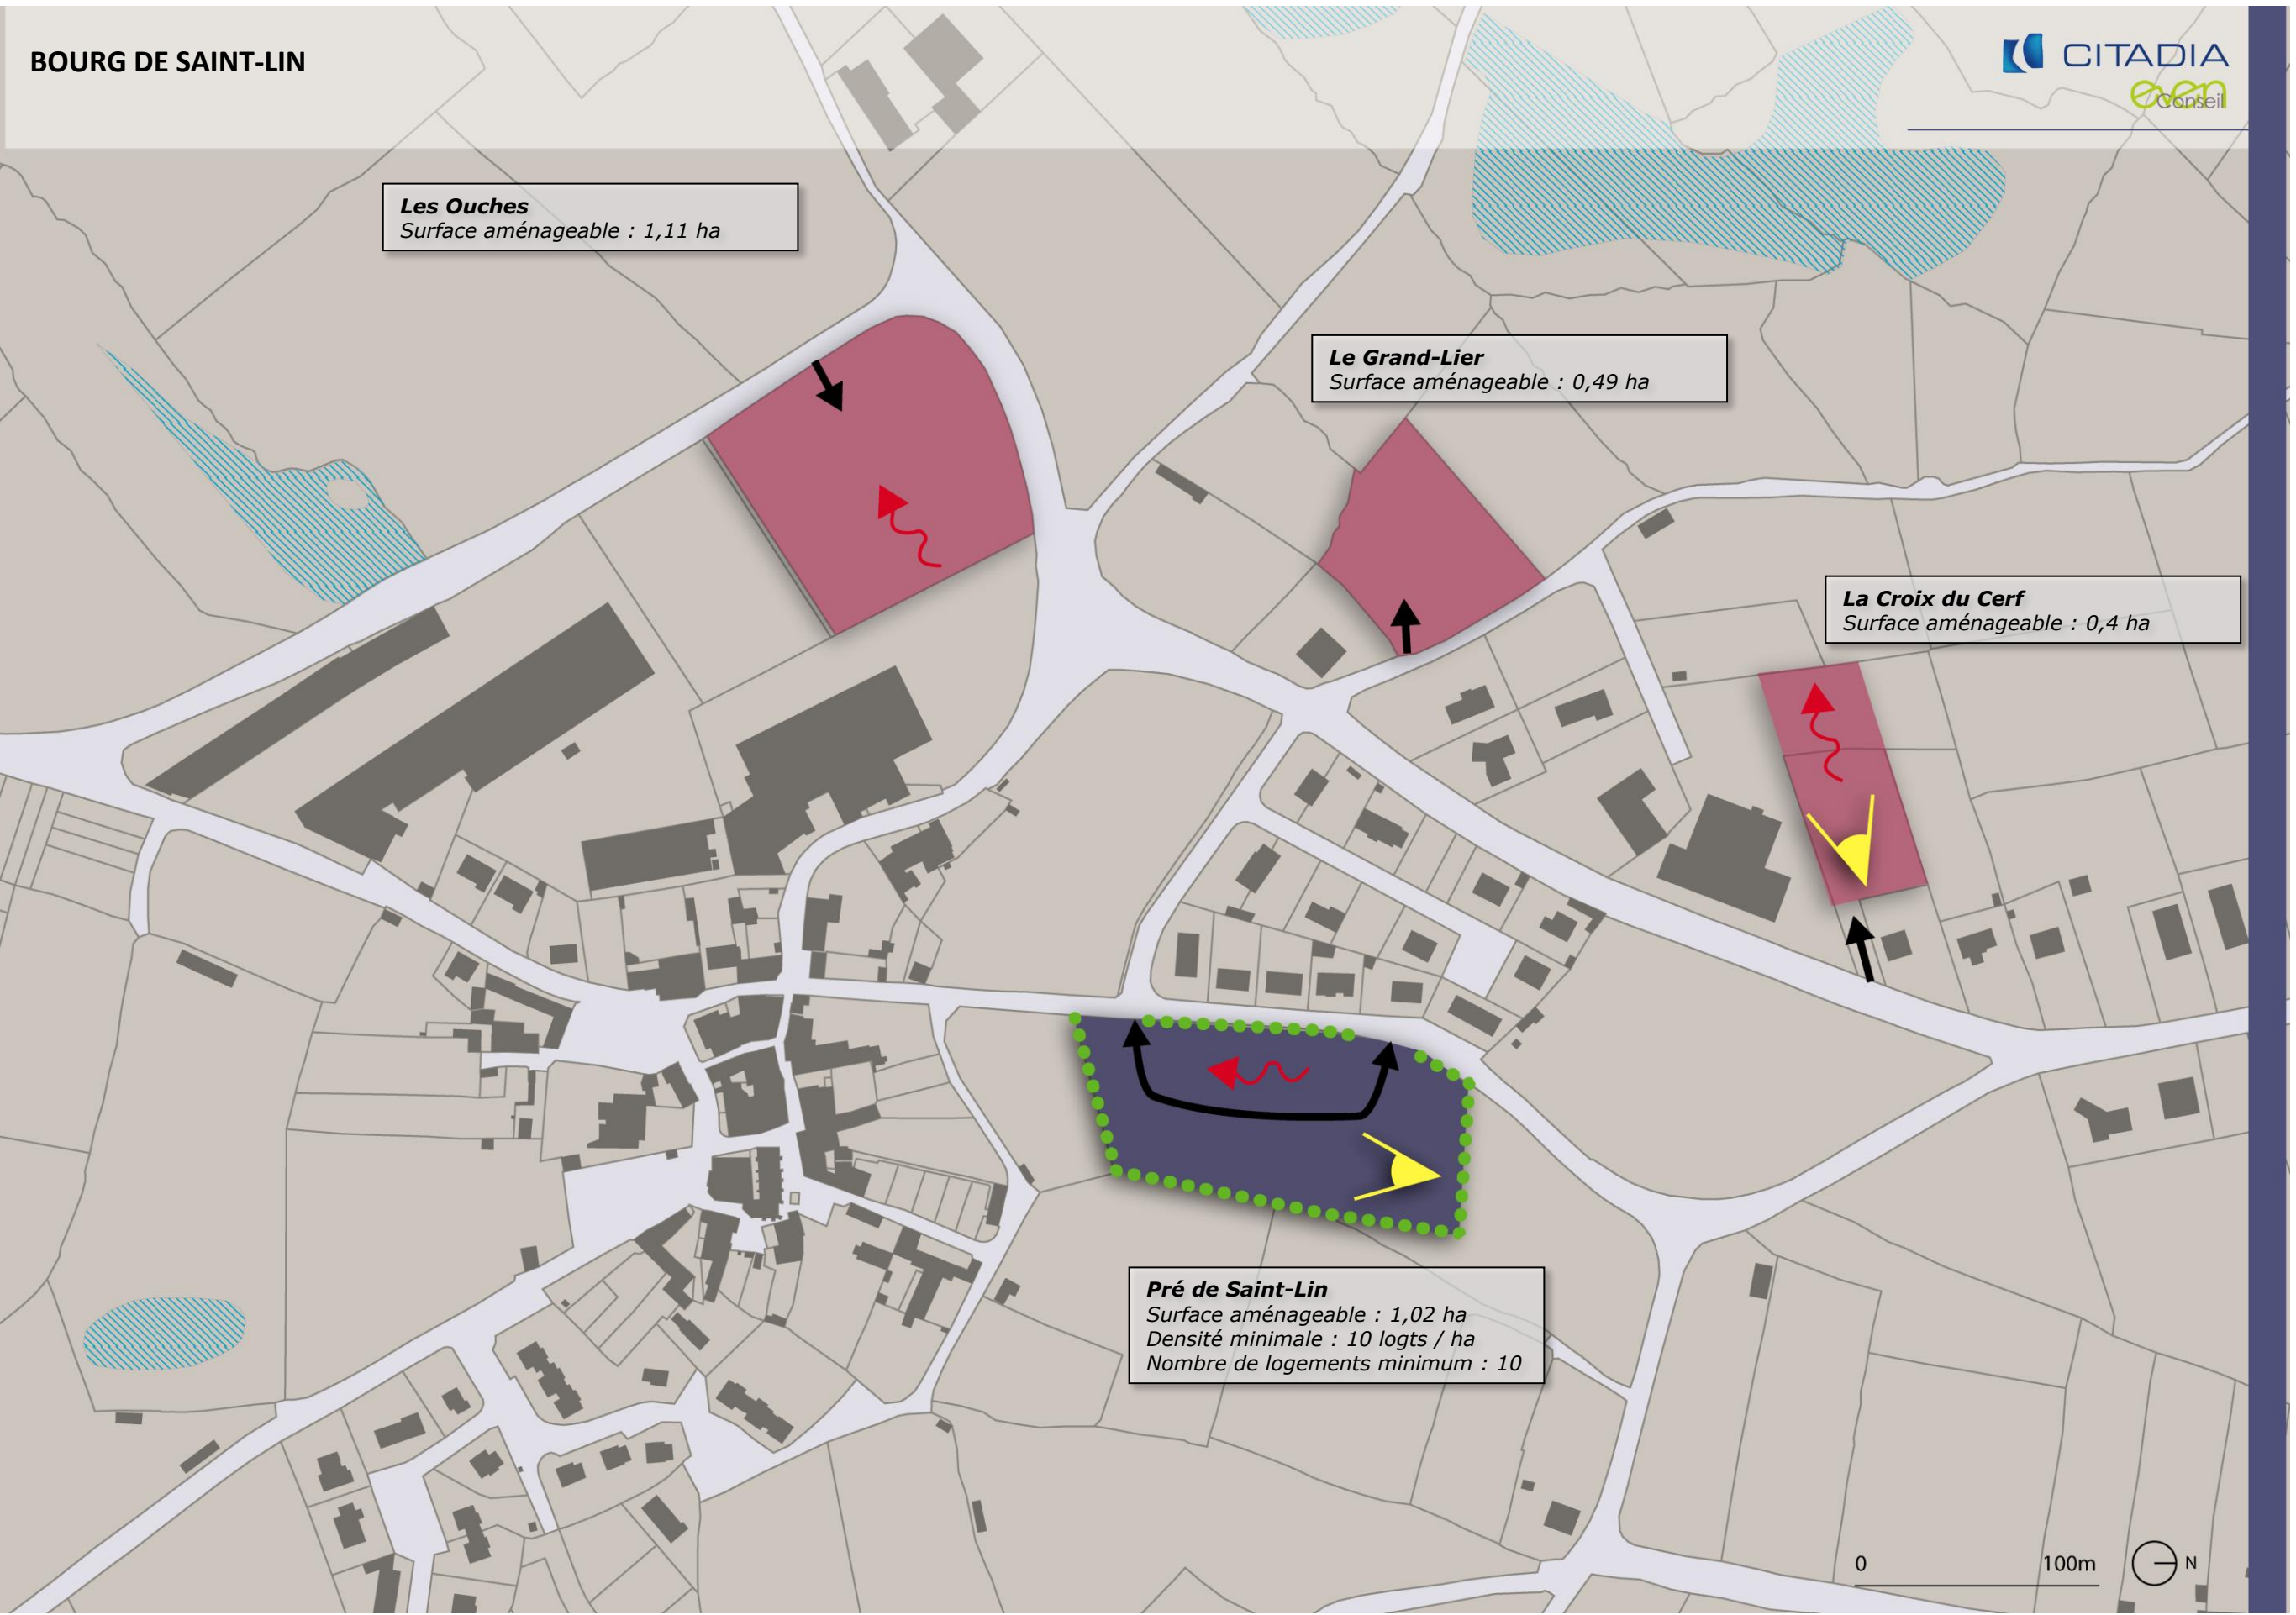 BOURG DE SAINT-LIN
CITADIA
even
Conseil
Les Ouches
Surface aménageable : 1,11 ha
Le Grand-Lier
Surface aménageable : 0,49 ha
La Croix du Cerf
Surface aménageable : 0,4 ha
Pré de Saint-Lin
Surface aménageable : 1,02 ha
Densité minimale : 10 logts / ha
Nombre de logements minimum : 10
0 100m N